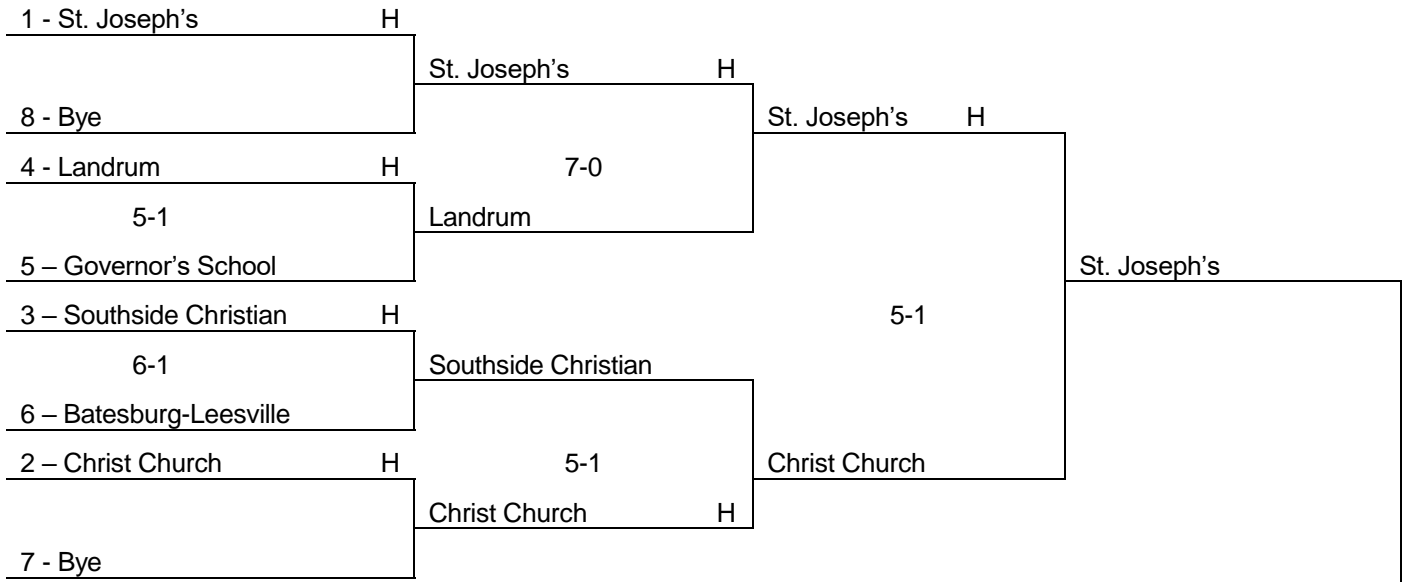 1 - St. Joseph’s H
St. Joseph’s H
8 - Bye
St. Joseph’s H
4 - Landrum H
7-0
5-1
Landrum
5 – Governor’s School
St. Joseph’s
3 – Southside Christian H
5-1
6-1
Southside Christian
6 – Batesburg-Leesville
2 – Christ Church H
5-1
Christ Church
Christ Church H
7 - Bye